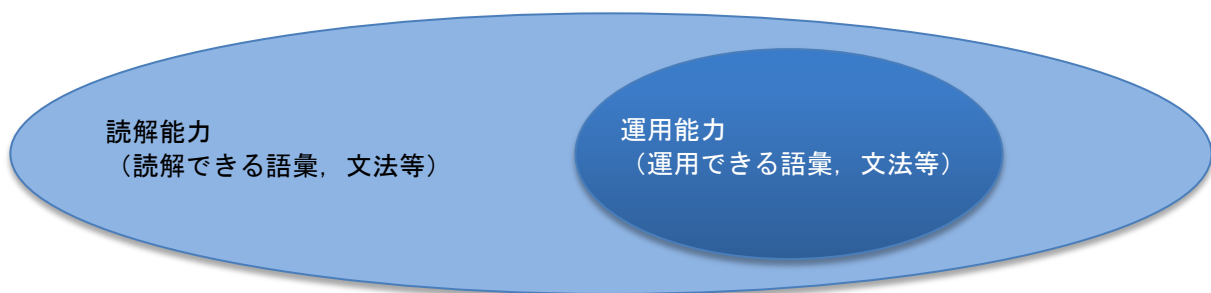 読解能力
（読解できる語彙，文法等）
運用能力
（運用できる語彙，文法等）